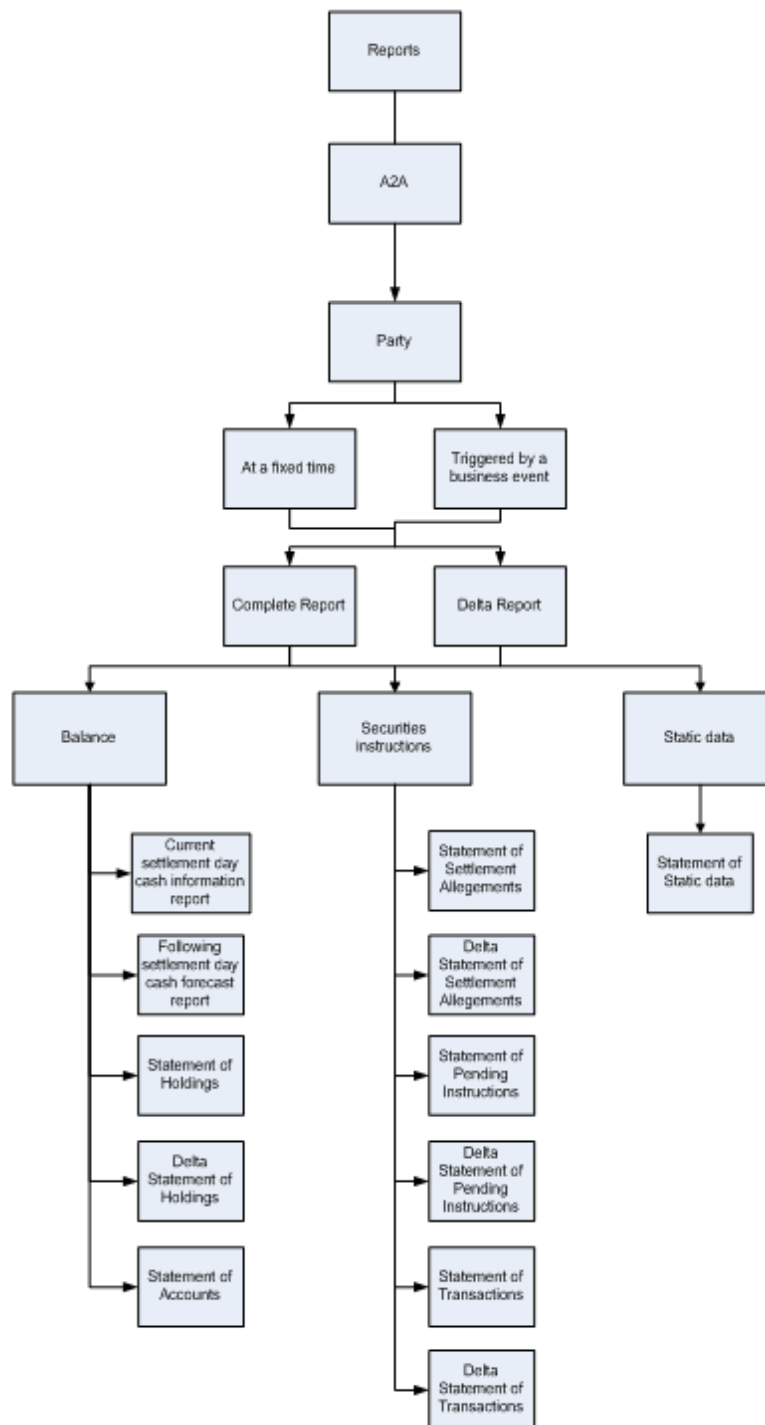 Reports
A2A
Party
At a fixed time
Triggered by a
business event
Complete Report
Delta Report
Balance
Securities
instructions
Static data
Current
settlement day
cash information
report
Following
settlement day
cash forecast
report
Statement of
Holdings
Delta
Statement of
Holdings
Statement of
Accounts
Statement of
Settlement
Allegements
Delta
Statement of
Settlement
Allegements
Statement of
Pending
Instructions
Delta
Statement of
Pending
Instructions
Statement of
Transactions
Delta
Statement of
Transactions
Statement of
Static data